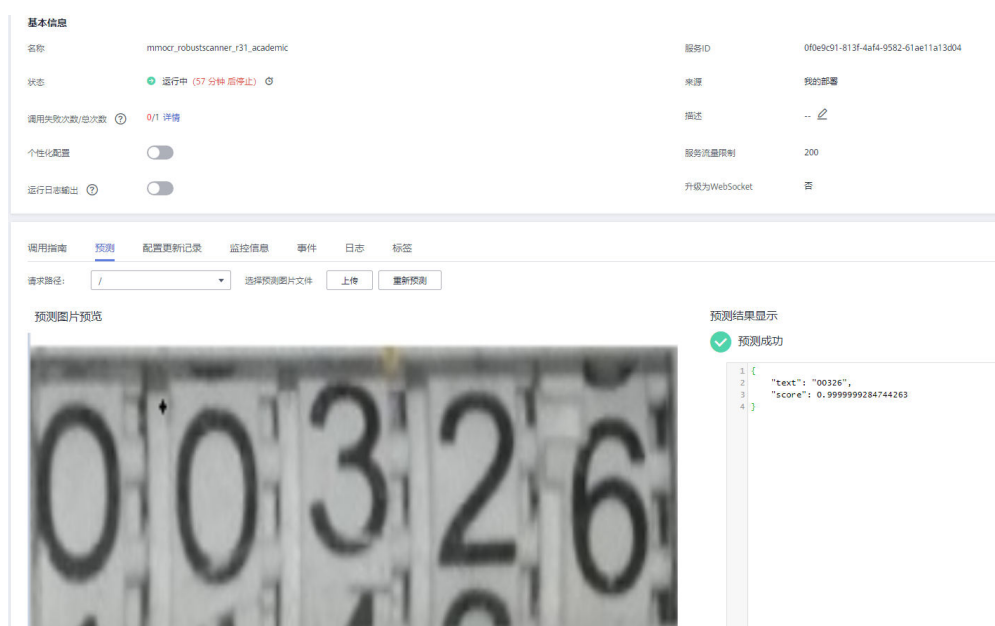 基本信息
名称 mmocr_robustscanner_r31_academic 服务ID 0f0e9c91-813f-4af4-9582-61ae11a13d04
状态 运行中 (57 分钟 后停止) 来源 我的部署
调用失败次数/总次数 ? 0/1 详情 描述 --
个性化配置 服务流量限制 200
运行日志输出 ? 升级为WebSocket 否
调用指南 预测 配置更新记录 监控信息 事件 日志 标签
请求路径: / 选择预测图片文件 上传 重新预测
预测图片预览 预测结果显示
预测成功
1 {
2 "text": "00326",
3 "score": 0.9999999284744263
4 }
00326